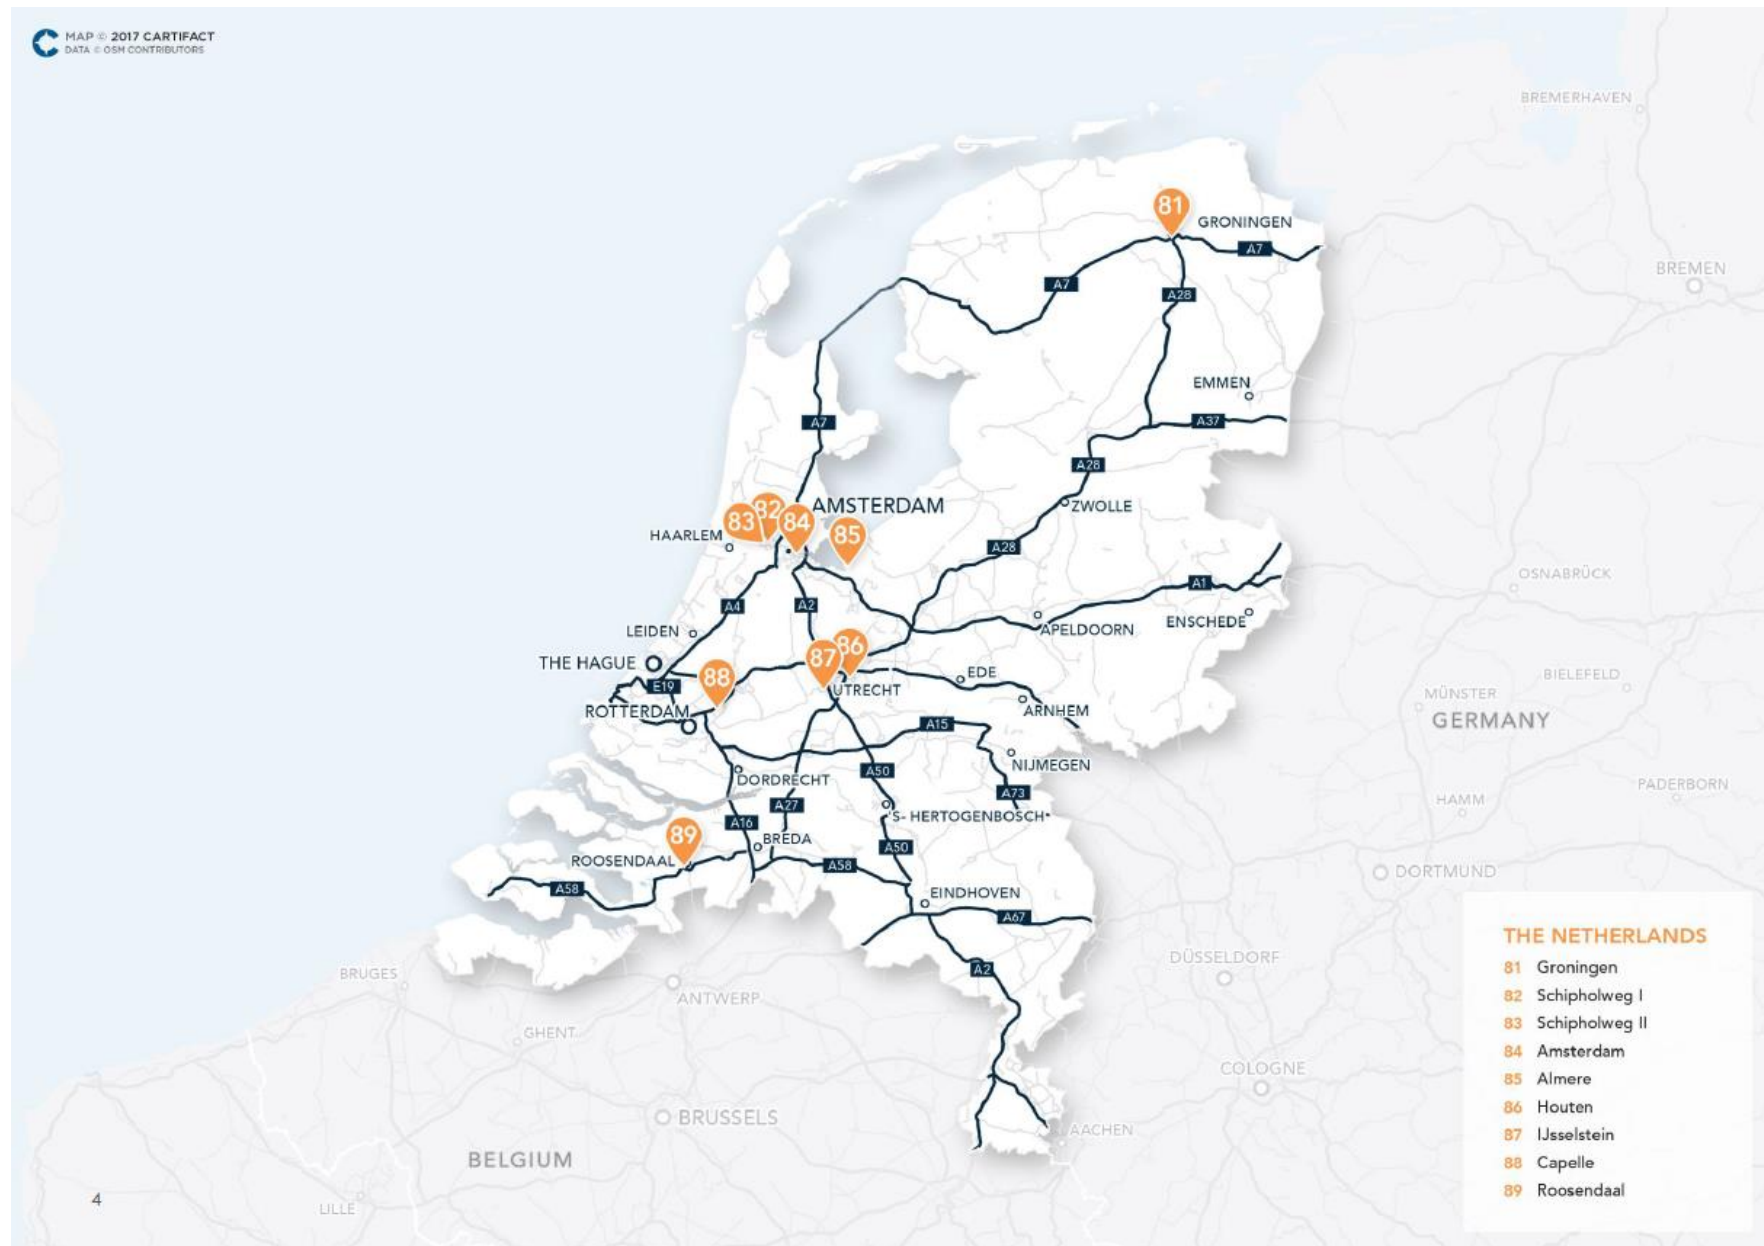 MAP © 2017 CARTIFACT
DATA © OSM CONTRIBUTORS
BREMERHAVEN
81
GRONINGEN
A7
A7
BREMEN
A28
EMMEN
A7
A37
A28
82
AMSTERDAM
ZWOLLE
83
84
85
HAARLEM
A28
OSNABRÜCK
A1
A4
A2
APELDOORN
ENSCHEDE
LEIDEN
86
87
THE HAGUE
88
EDE
BIELEFELD
E19
UTRECHT
MÜNSTER
ROTTERDAM
ARNHEM
GERMANY
A15
NIJMEGEN
A50
DORDRECHT
A73
PADERBORN
A27
HAMM
'S- HERTOGENBOSCH
A16
89
BREDA
A50
ROOSENDAAL
A58
DORTMUND
A58
EINDHOVEN
A67
THE NETHERLANDS
81 Groningen
82 Schipholweg I
83 Schipholweg II
84 Amsterdam
85 Almere
86 Houten
87 IJsselstein
88 Capelle
89 Roosendaal
DÜSSELDORF
A2
BRUGES
ANTWERP
GHENT
COLOGNE
BRUSSELS
AACHEN
BELGIUM
4
LILLE